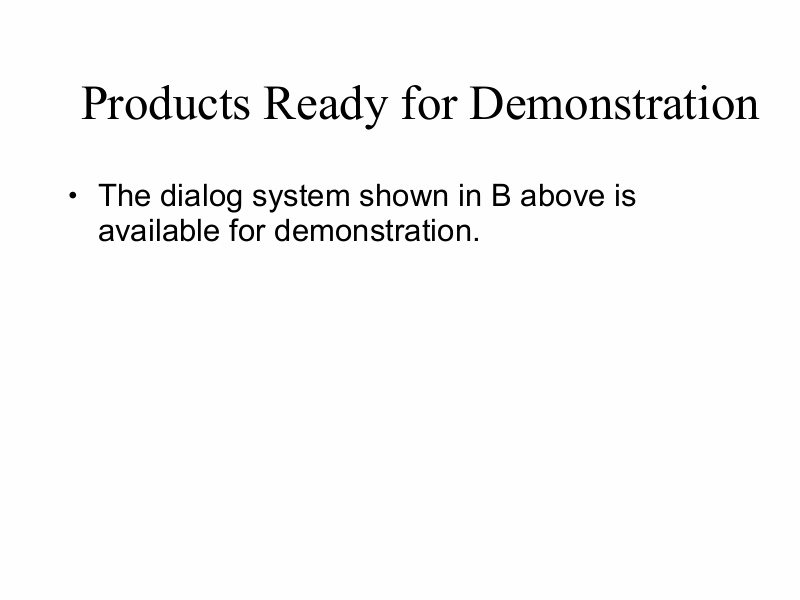 Products Ready for Demonstration
• The dialog system shown in B above is
available for demonstration.